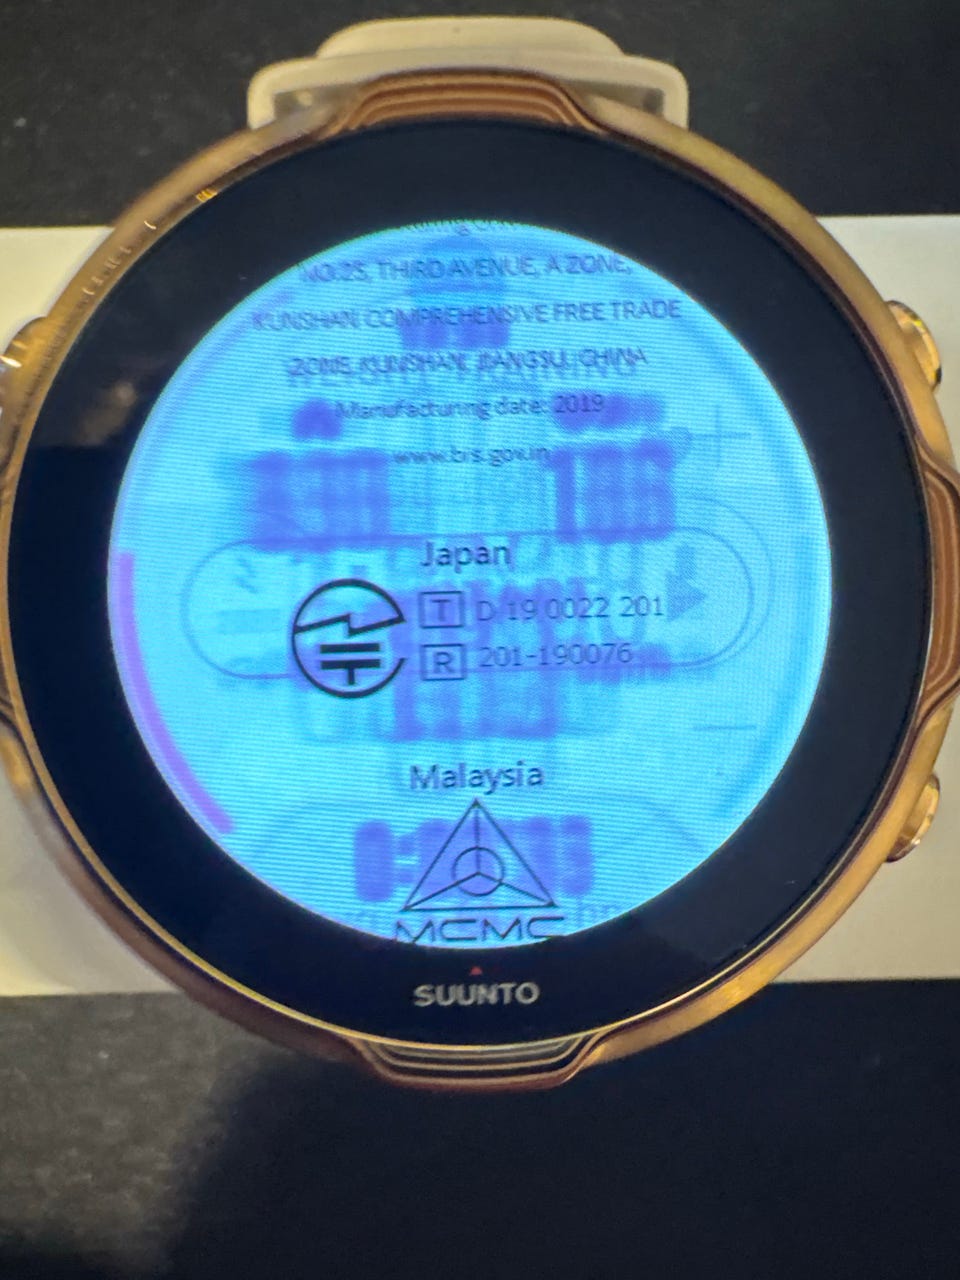 NO.25, THIRD AVENUE, A ZONE,
KUNSHAN COMPREHENSIVE FREE TRADE
ZONE, KUNSHAN, JIANGSU, CHINA
Manufacturing date: 2019
www.bis.gov.in
Japan
T D 19 0022 201
R 201-190076
Malaysia
MCMC
SUUNTO